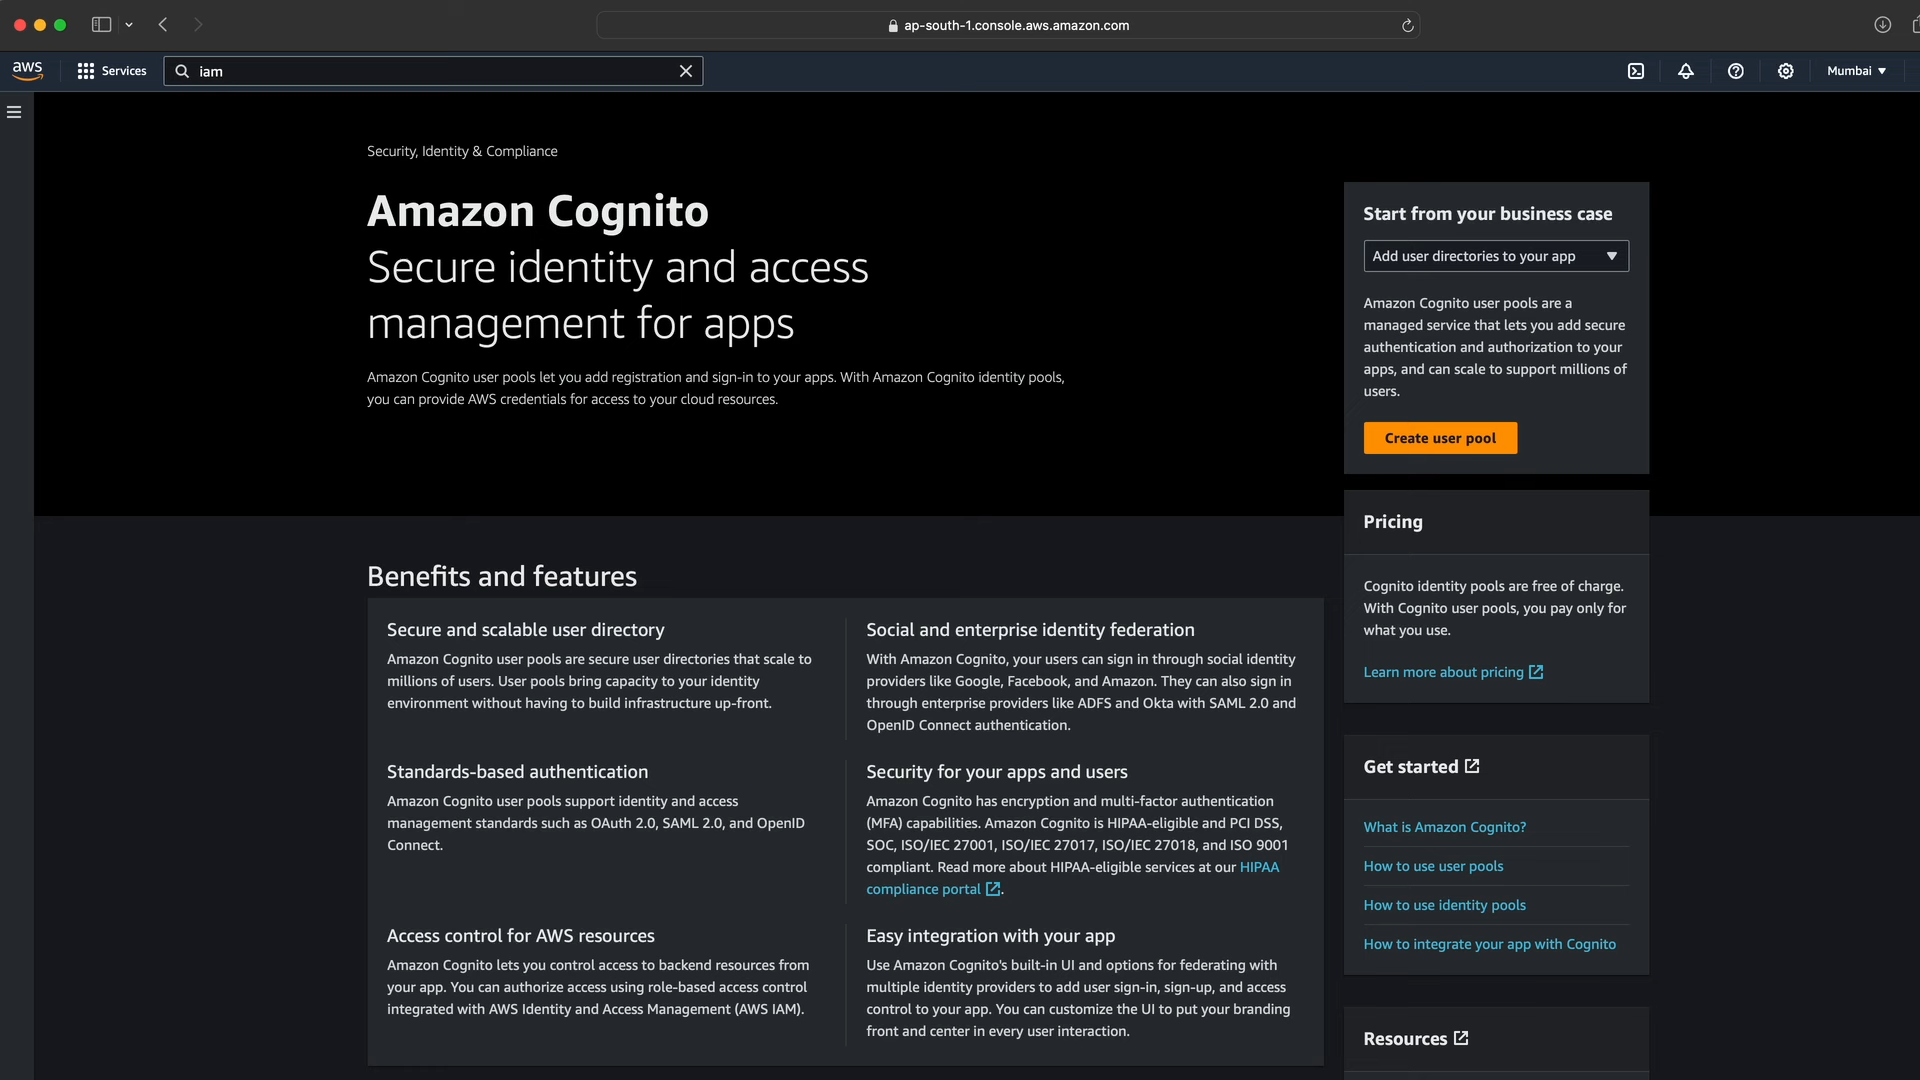 ap-south-1.console.aws.amazon.com
aws
Services
iam
Mumbai
Security, Identity & Compliance
Amazon Cognito
Secure identity and access
management for apps
Amazon Cognito user pools let you add registration and sign-in to your apps. With Amazon Cognito identity pools,
you can provide AWS credentials for access to your cloud resources.
Start from your business case
Add user directories to your app
Amazon Cognito user pools are a
managed service that lets you add secure
authentication and authorization to your
apps, and can scale to support millions of
users.
Create user pool
Pricing
Cognito identity pools are free of charge.
With Cognito user pools, you pay only for
what you use.
Learn more about pricing
Get started
What is Amazon Cognito?
How to use user pools
How to use identity pools
How to integrate your app with Cognito
Resources
Benefits and features
Secure and scalable user directory
Amazon Cognito user pools are secure user directories that scale to
millions of users. User pools bring capacity to your identity
environment without having to build infrastructure up-front.
Social and enterprise identity federation
With Amazon Cognito, your users can sign in through social identity
providers like Google, Facebook, and Amazon. They can also sign in
through enterprise providers like ADFS and Okta with SAML 2.0 and
OpenID Connect authentication.
Standards-based authentication
Amazon Cognito user pools support identity and access
management standards such as OAuth 2.0, SAML 2.0, and OpenID
Connect.
Security for your apps and users
Amazon Cognito has encryption and multi-factor authentication
(MFA) capabilities. Amazon Cognito is HIPAA-eligible and PCI DSS,
SOC, ISO/IEC 27001, ISO/IEC 27017, ISO/IEC 27018, and ISO 9001
compliant. Read more about HIPAA-eligible services at our HIPAA
compliance portal.
Access control for AWS resources
Amazon Cognito lets you control access to backend resources from
your app. You can authorize access using role-based access control
integrated with AWS Identity and Access Management (AWS IAM).
Easy integration with your app
Use Amazon Cognito's built-in UI and options for federating with
multiple identity providers to add user sign-in, sign-up, and access
control to your app. You can customize the UI to put your branding
front and center in every user interaction.